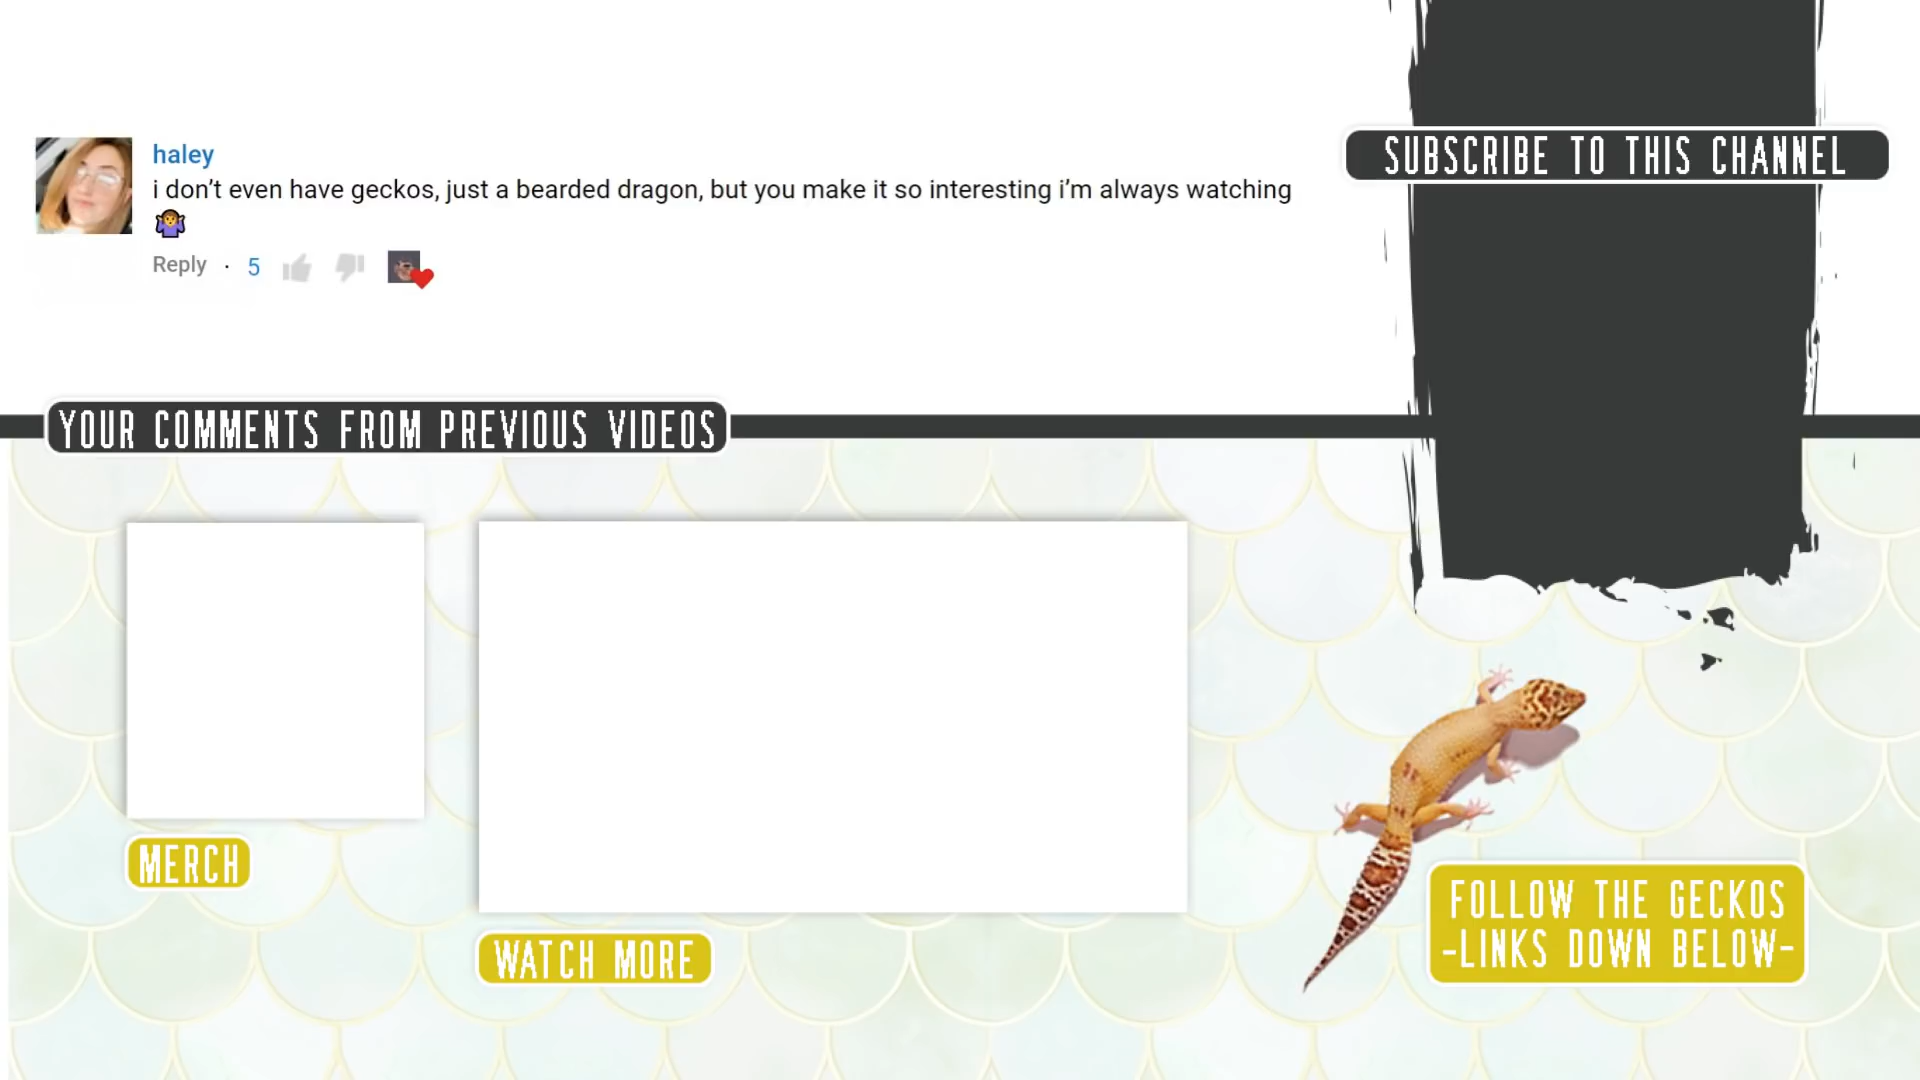 haley
i don’t even have geckos, just a bearded dragon, but you make it so interesting i’m always watching
🤷‍♀️
Reply · 5
SUBSCRIBE TO THIS CHANNEL
YOUR COMMENTS FROM PREVIOUS VIDEOS
MERCH
WATCH MORE
FOLLOW THE GECKOS
-LINKS DOWN BELOW-